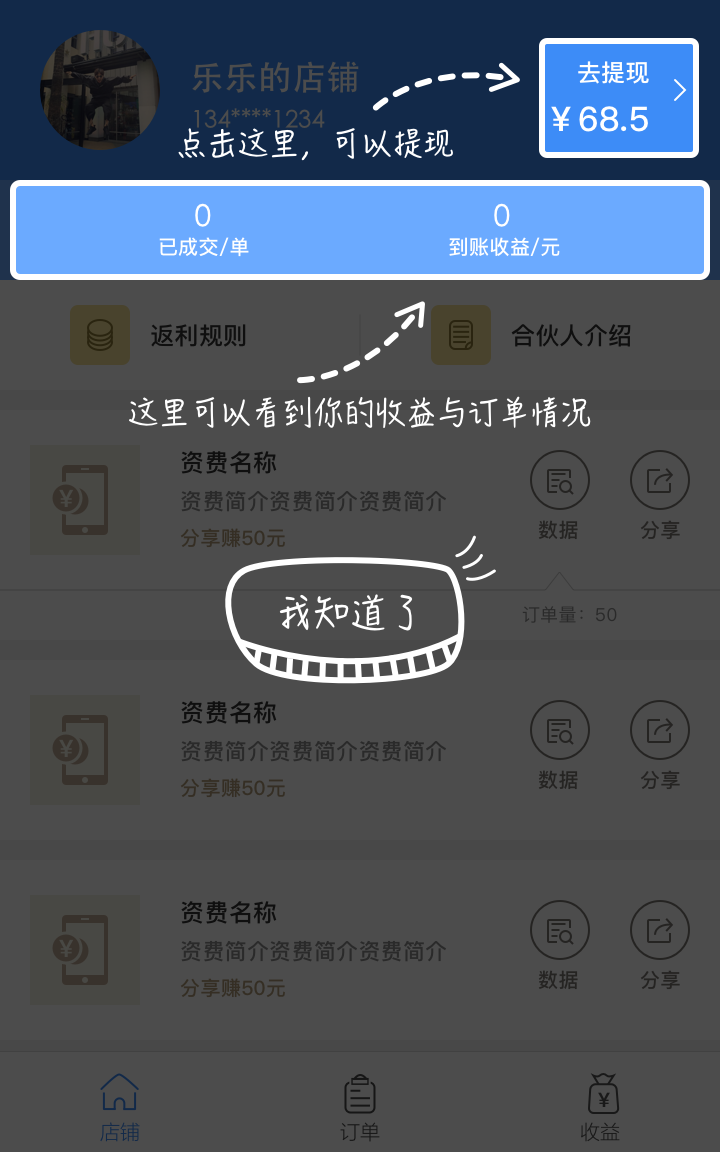 乐乐的店铺
134****1234
去提现
¥ 68.5
点击这里，可以提现
0
已成交/单
0
到账收益/元
返利规则
合伙人介绍
这里可以看到你的收益与订单情况
资费名称
资费简介资费简介资费简介
分享赚50元
数据
分享
我知道了
订单量：50
资费名称
资费简介资费简介资费简介
分享赚50元
数据
分享
资费名称
资费简介资费简介资费简介
分享赚50元
数据
分享
店铺
订单
收益